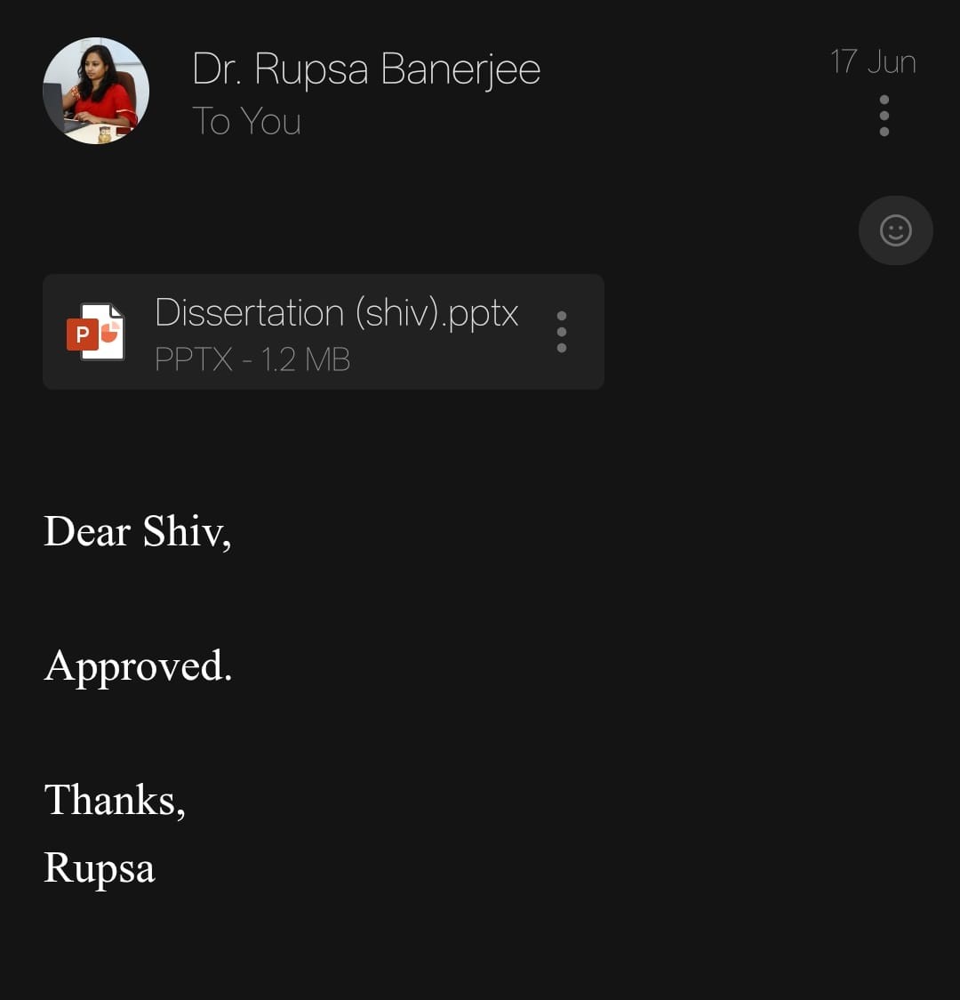 Dr. Rupsa Banerjee
17 Jun
To You
P
Dissertation (shiv).pptx
PPTX - 1.2 MB
Dear Shiv,
Approved.
Thanks,
Rupsa